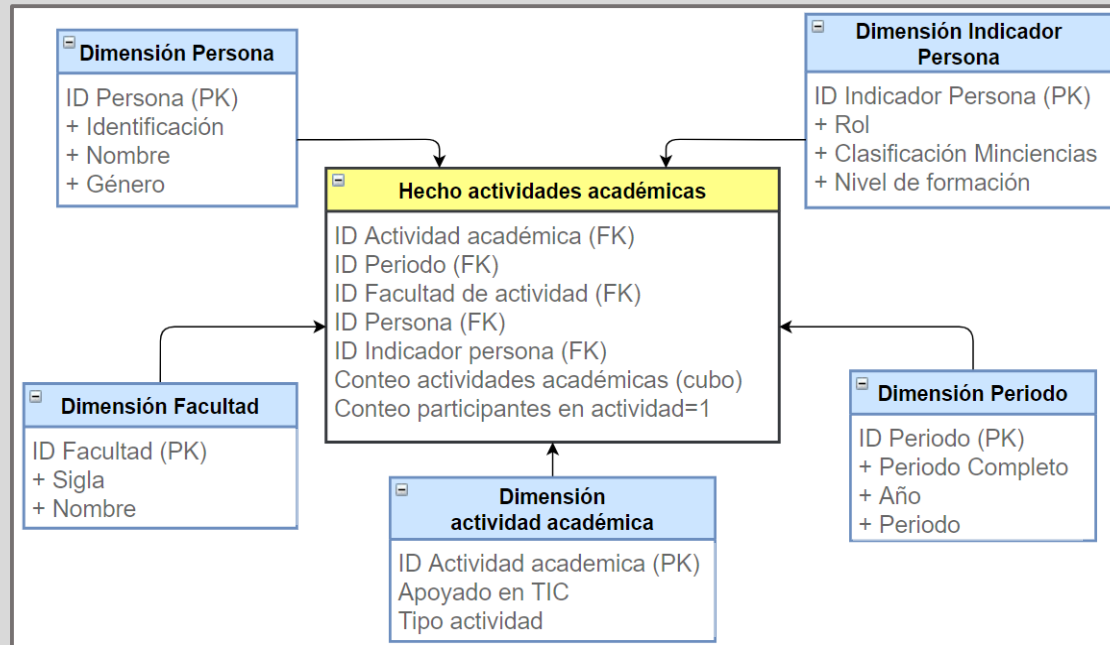 Dimensión Persona
ID Persona (PK)
+ Identificación
+ Nombre
+ Género
Dimensión Indicador
Persona
ID Indicador Persona (PK)
+ Rol
+ Clasificación Minciencias
+ Nivel de formación
Hecho actividades académicas
ID Actividad académica (FK)
ID Periodo (FK)
ID Facultad de actividad (FK)
ID Persona (FK)
ID Indicador persona (FK)
Conteo actividades académicas (cubo)
Conteo participantes en actividad=1
Dimensión Facultad
ID Facultad (PK)
+ Sigla
+ Nombre
Dimensión
actividad académica
ID Actividad academica (PK)
Apoyado en TIC
Tipo actividad
Dimensión Periodo
ID Periodo (PK)
+ Periodo Completo
+ Año
+ Periodo